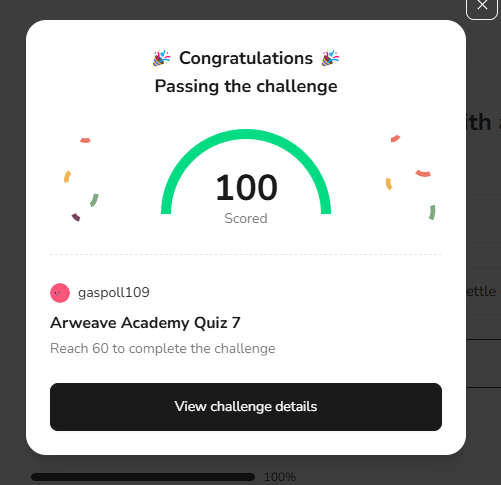 🎉 Congratulations 🎉
Passing the challenge
ith a
100
Scored
gaspoll109
ettle
Arweave Academy Quiz 7
Reach 60 to complete the challenge
View challenge details
100%